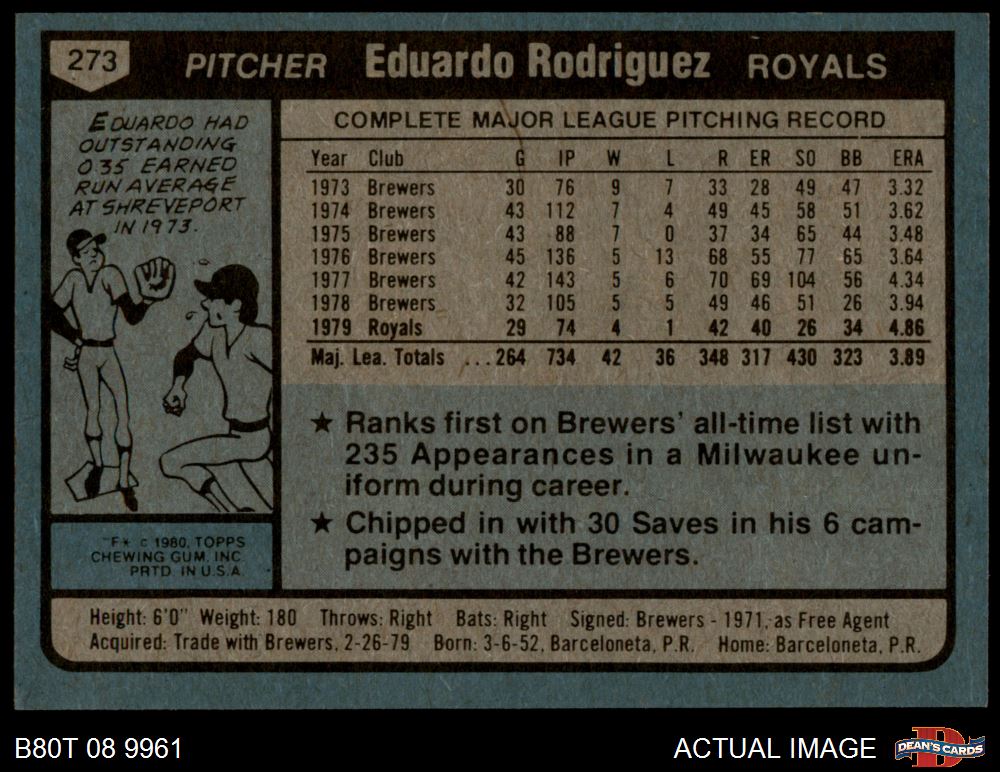 273 PITCHER Eduardo Rodriguez ROYALS
EDUARDO HAD
OUTSTANDING
0.35 EARNED
RUN AVERAGE
AT SHREVEPORT
IN 1973.
COMPLETE MAJOR LEAGUE PITCHING RECORD
Year Club G IP W L R ER SO BB ERA
1973 Brewers 30 76 9 7 33 28 49 47 3.32
1974 Brewers 43 112 7 4 49 45 58 51 3.62
1975 Brewers 43 88 7 0 37 34 65 44 3.48
1976 Brewers 45 136 5 13 68 55 77 65 3.64
1977 Brewers 42 143 5 6 70 69 104 56 4.34
1978 Brewers 32 105 5 5 49 46 51 26 3.94
1979 Royals 29 74 4 1 42 40 26 34 4.86
Maj. Lea. Totals ...264 734 42 36 348 317 430 323 3.89
★ Ranks first on Brewers' all-time list with
235 Appearances in a Milwaukee un-
iform during career.
★ Chipped in with 30 Saves in his 6 cam-
paigns with the Brewers.
F* © 1980, TOPPS
CHEWING GUM, INC.
PRTD. IN U.S.A.
Height: 6'0" Weight: 180 Throws: Right Bats: Right Signed: Brewers - 1971, as Free Agent
Acquired: Trade with Brewers, 2-26-79 Born: 3-6-52, Barceloneta, P.R. Home: Barceloneta, P.R.
B80T 08 9961 ACTUAL IMAGE DEAN'S CARDS